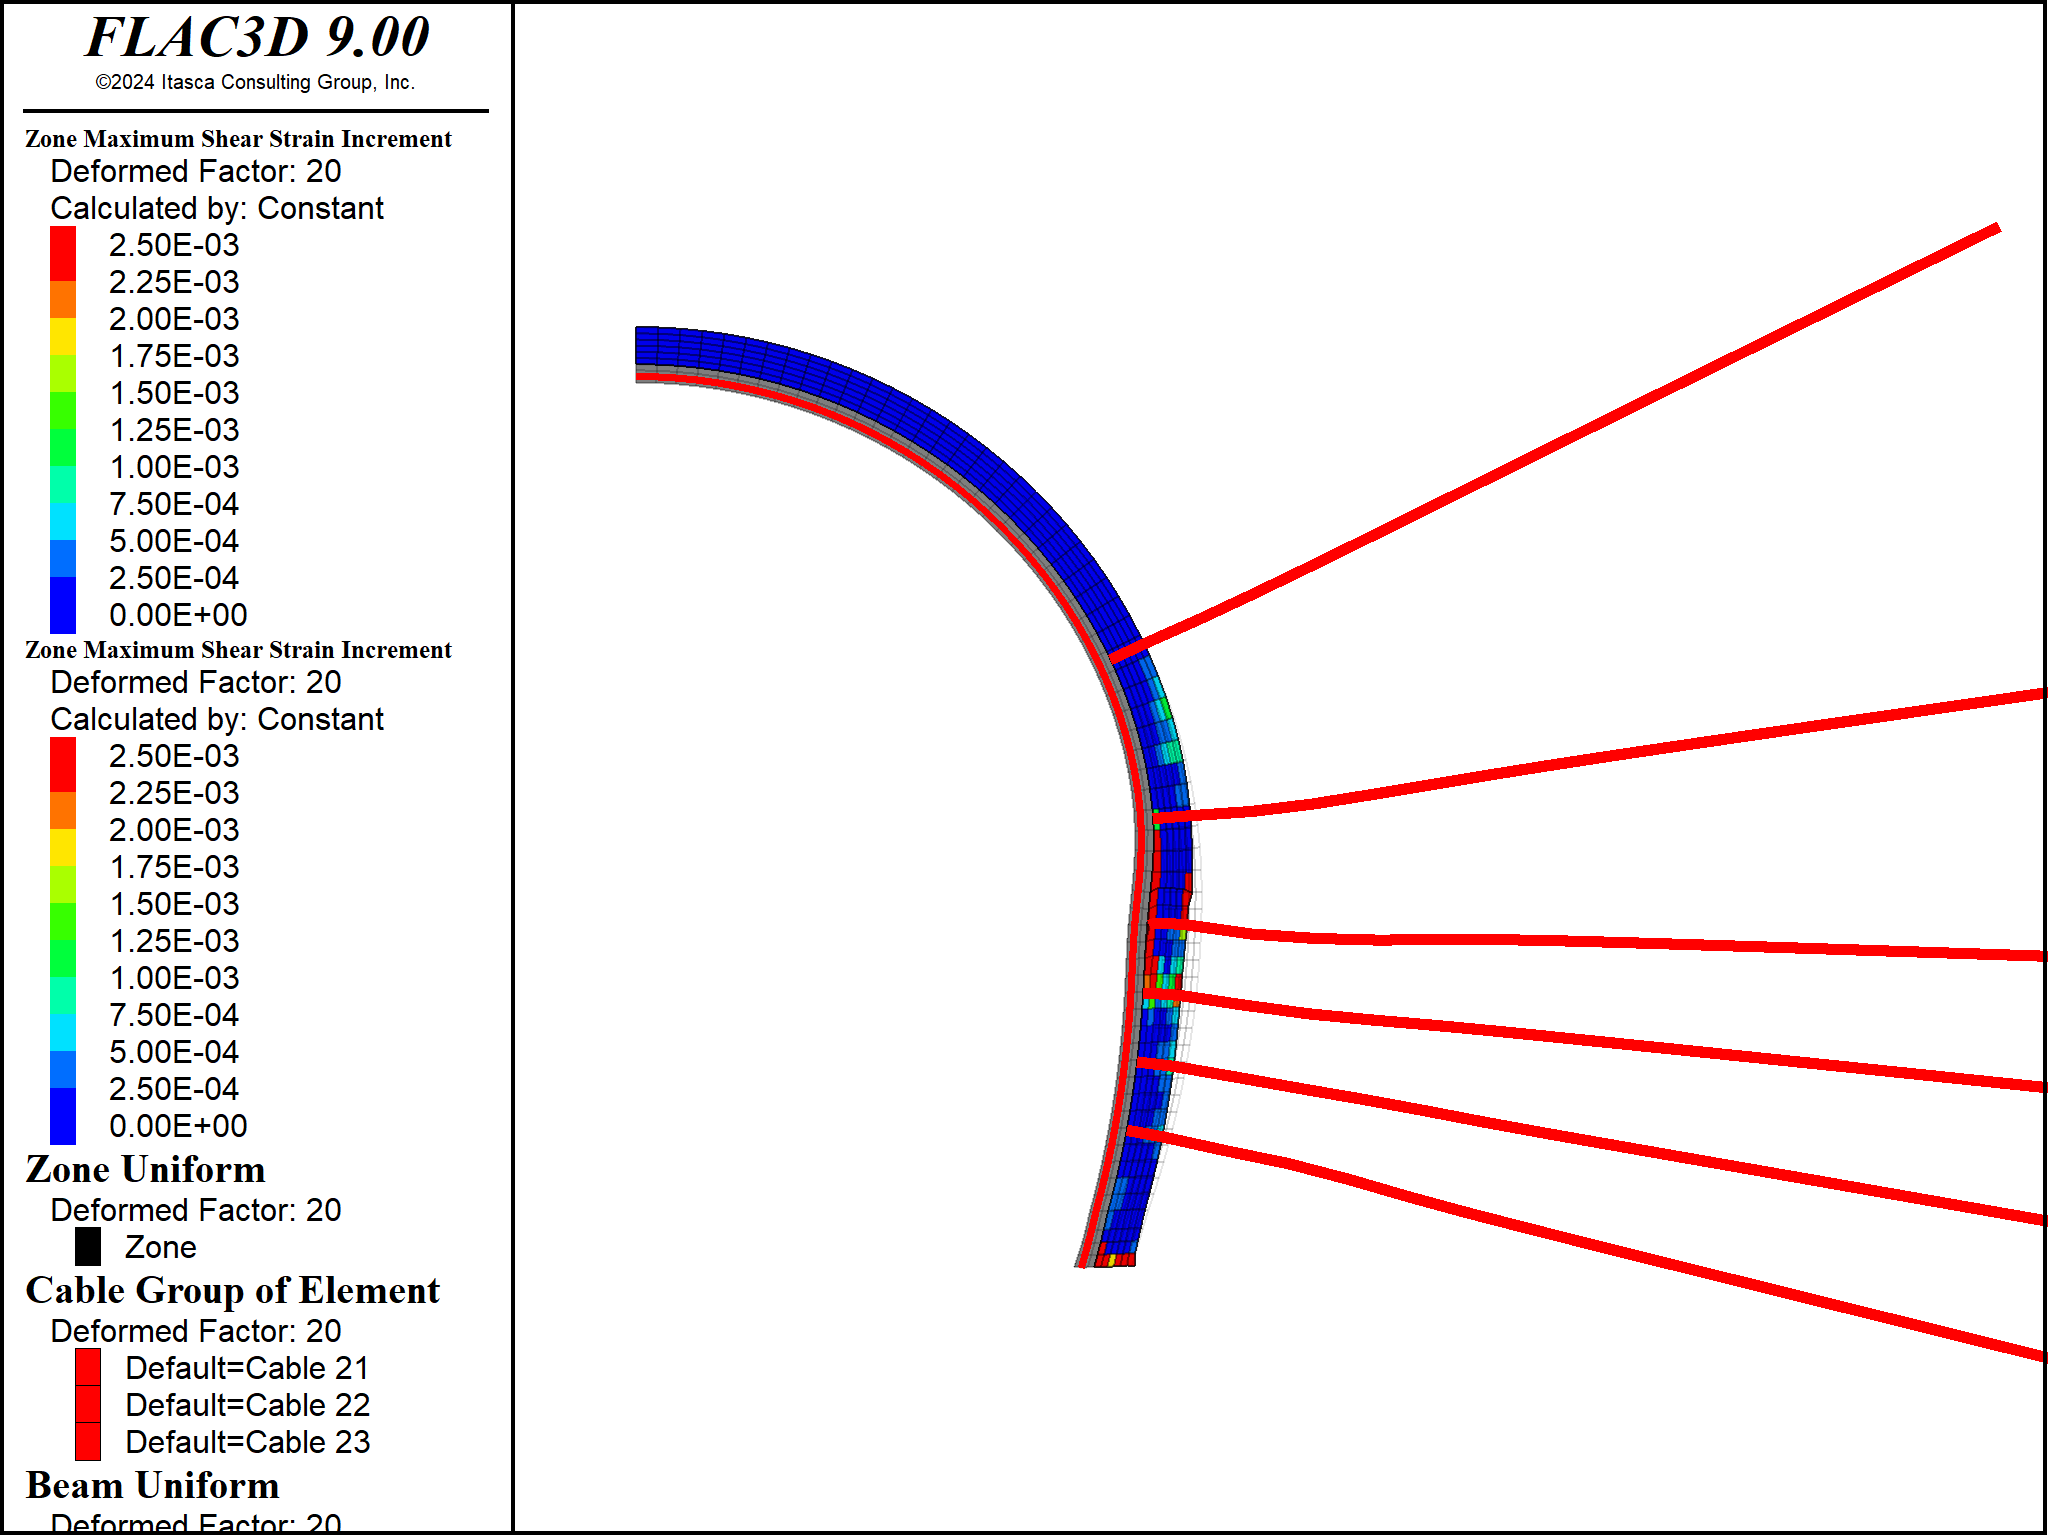 FLAC3D 9.00
©2024 Itasca Consulting Group, Inc.
Zone Maximum Shear Strain Increment
Deformed Factor: 20
Calculated by: Constant
2.50E-03
2.25E-03
2.00E-03
1.75E-03
1.50E-03
1.25E-03
1.00E-03
7.50E-04
5.00E-04
2.50E-04
0.00E+00
Zone Maximum Shear Strain Increment
Deformed Factor: 20
Calculated by: Constant
2.50E-03
2.25E-03
2.00E-03
1.75E-03
1.50E-03
1.25E-03
1.00E-03
7.50E-04
5.00E-04
2.50E-04
0.00E+00
Zone Uniform
Deformed Factor: 20
Zone
Cable Group of Element
Deformed Factor: 20
Default=Cable 21
Default=Cable 22
Default=Cable 23
Beam Uniform
Deformed Factor: 20